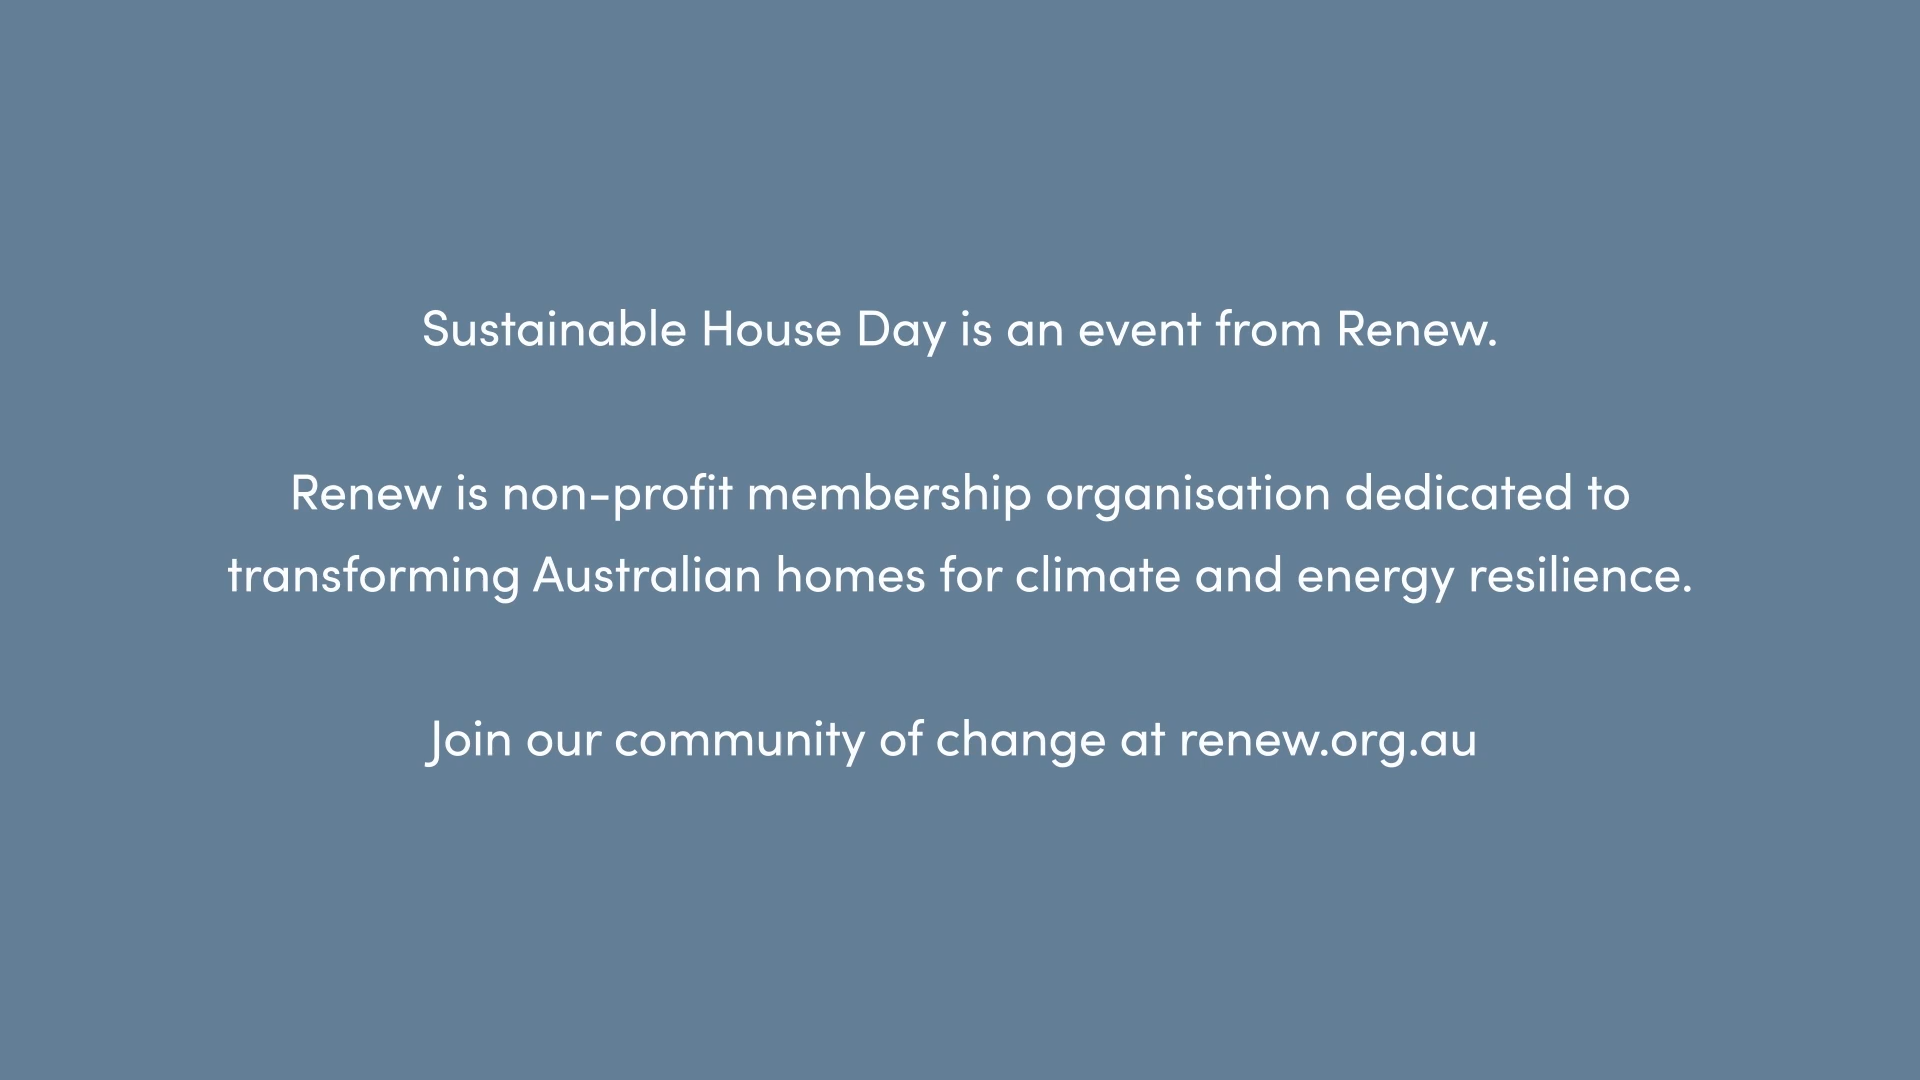 Sustainable House Day is an event from Renew.
Renew is non-profit membership organisation dedicated to
transforming Australian homes for climate and energy resilience.
Join our community of change at renew.org.au